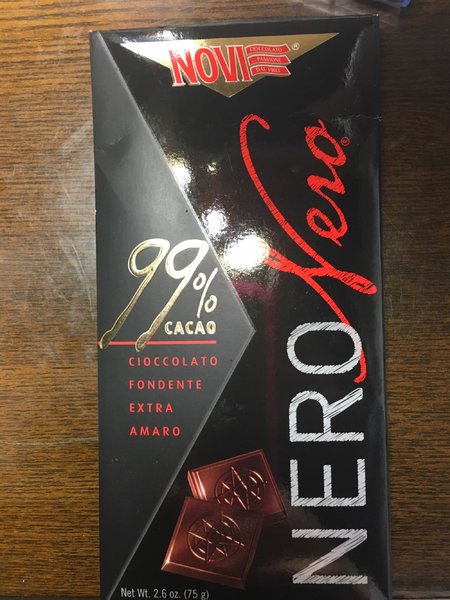 NOVI®
CIOCCOLATO
PASSIONE
DAL 1903
99%
CACAO
CIOCCOLATO
FONDENTE
EXTRA
AMARO
NERO Nero®
Net Wt. 2.6 oz. (75 g)